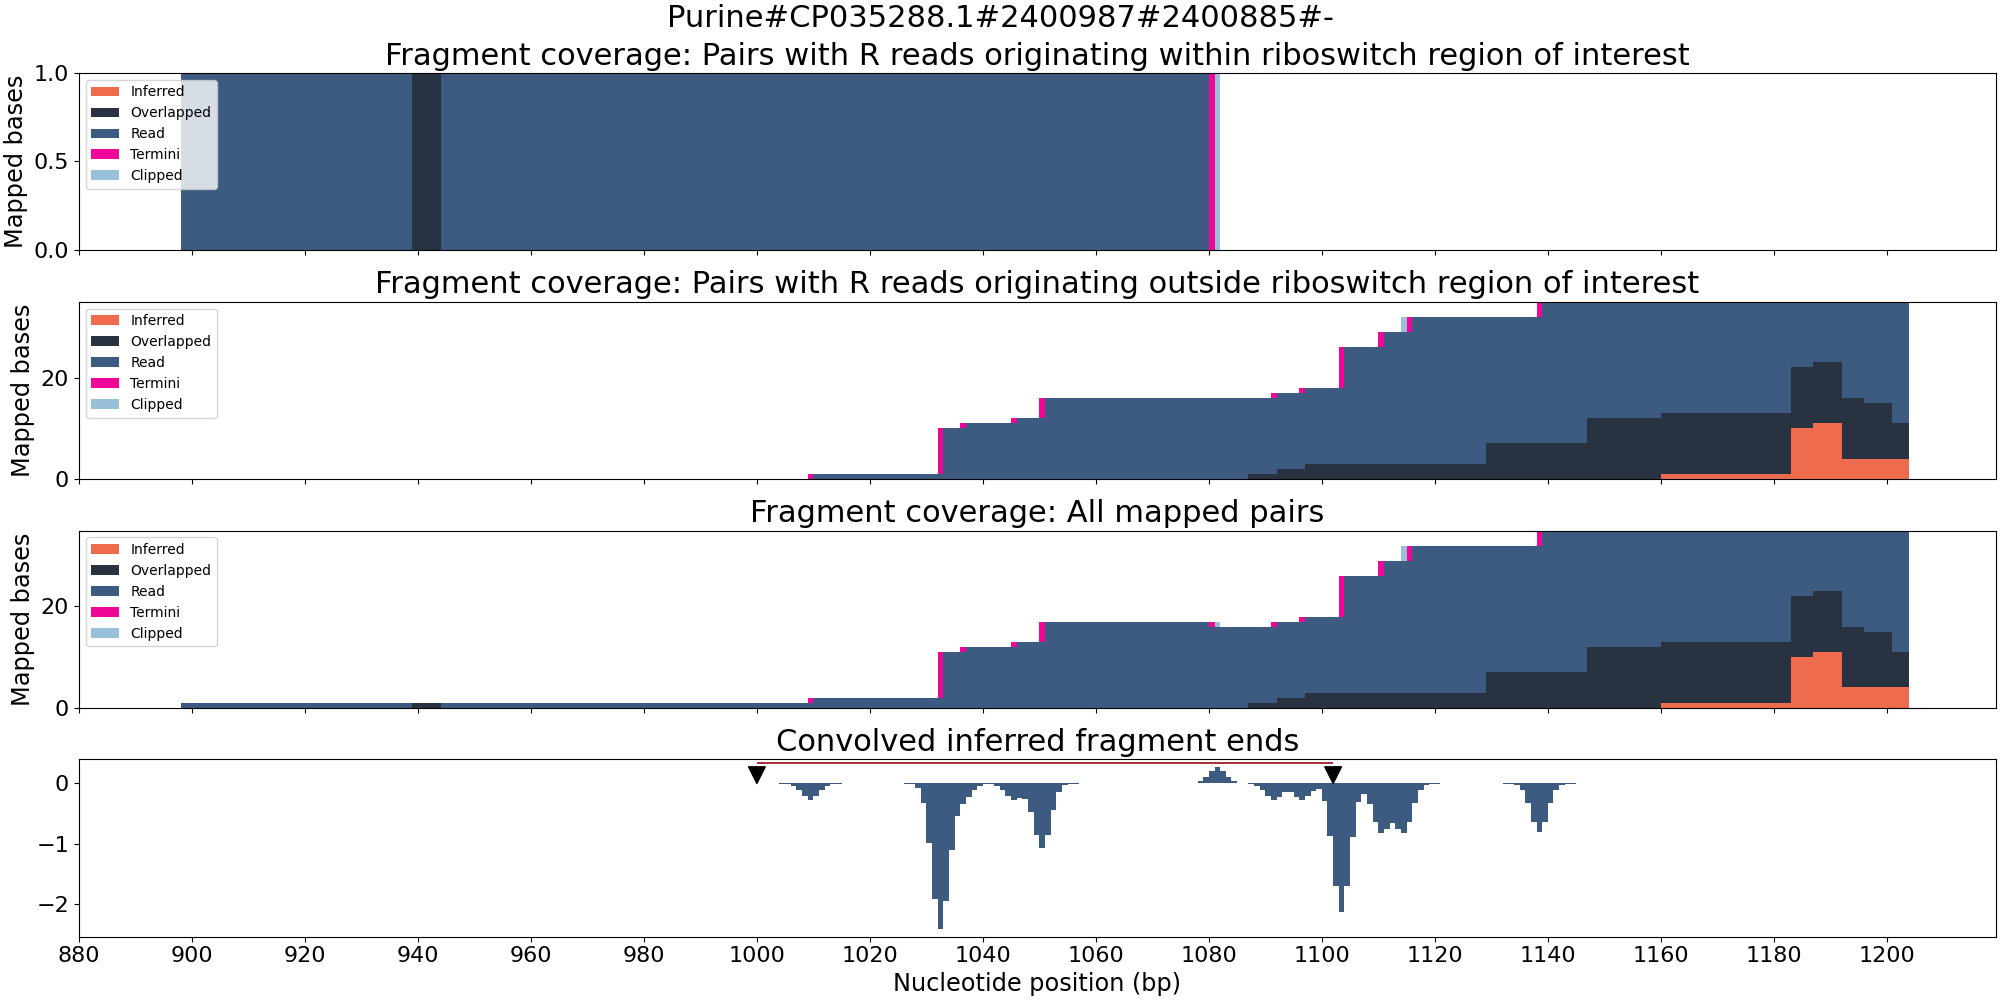 Purine#CP035288.1#2400987#2400885#-
Fragment coverage: Pairs with R reads originating within riboswitch region of interest
Mapped bases
1.0
0.5
0.0
Inferred
Overlapped
Read
Termini
Clipped
Fragment coverage: Pairs with R reads originating outside riboswitch region of interest
Mapped bases
20
0
Inferred
Overlapped
Read
Termini
Clipped
Fragment coverage: All mapped pairs
Mapped bases
20
0
Inferred
Overlapped
Read
Termini
Clipped
Convolved inferred fragment ends
0
−1
−2
880 900 920 940 960 980 1000 1020 1040 1060 1080 1100 1120 1140 1160 1180 1200
Nucleotide position (bp)